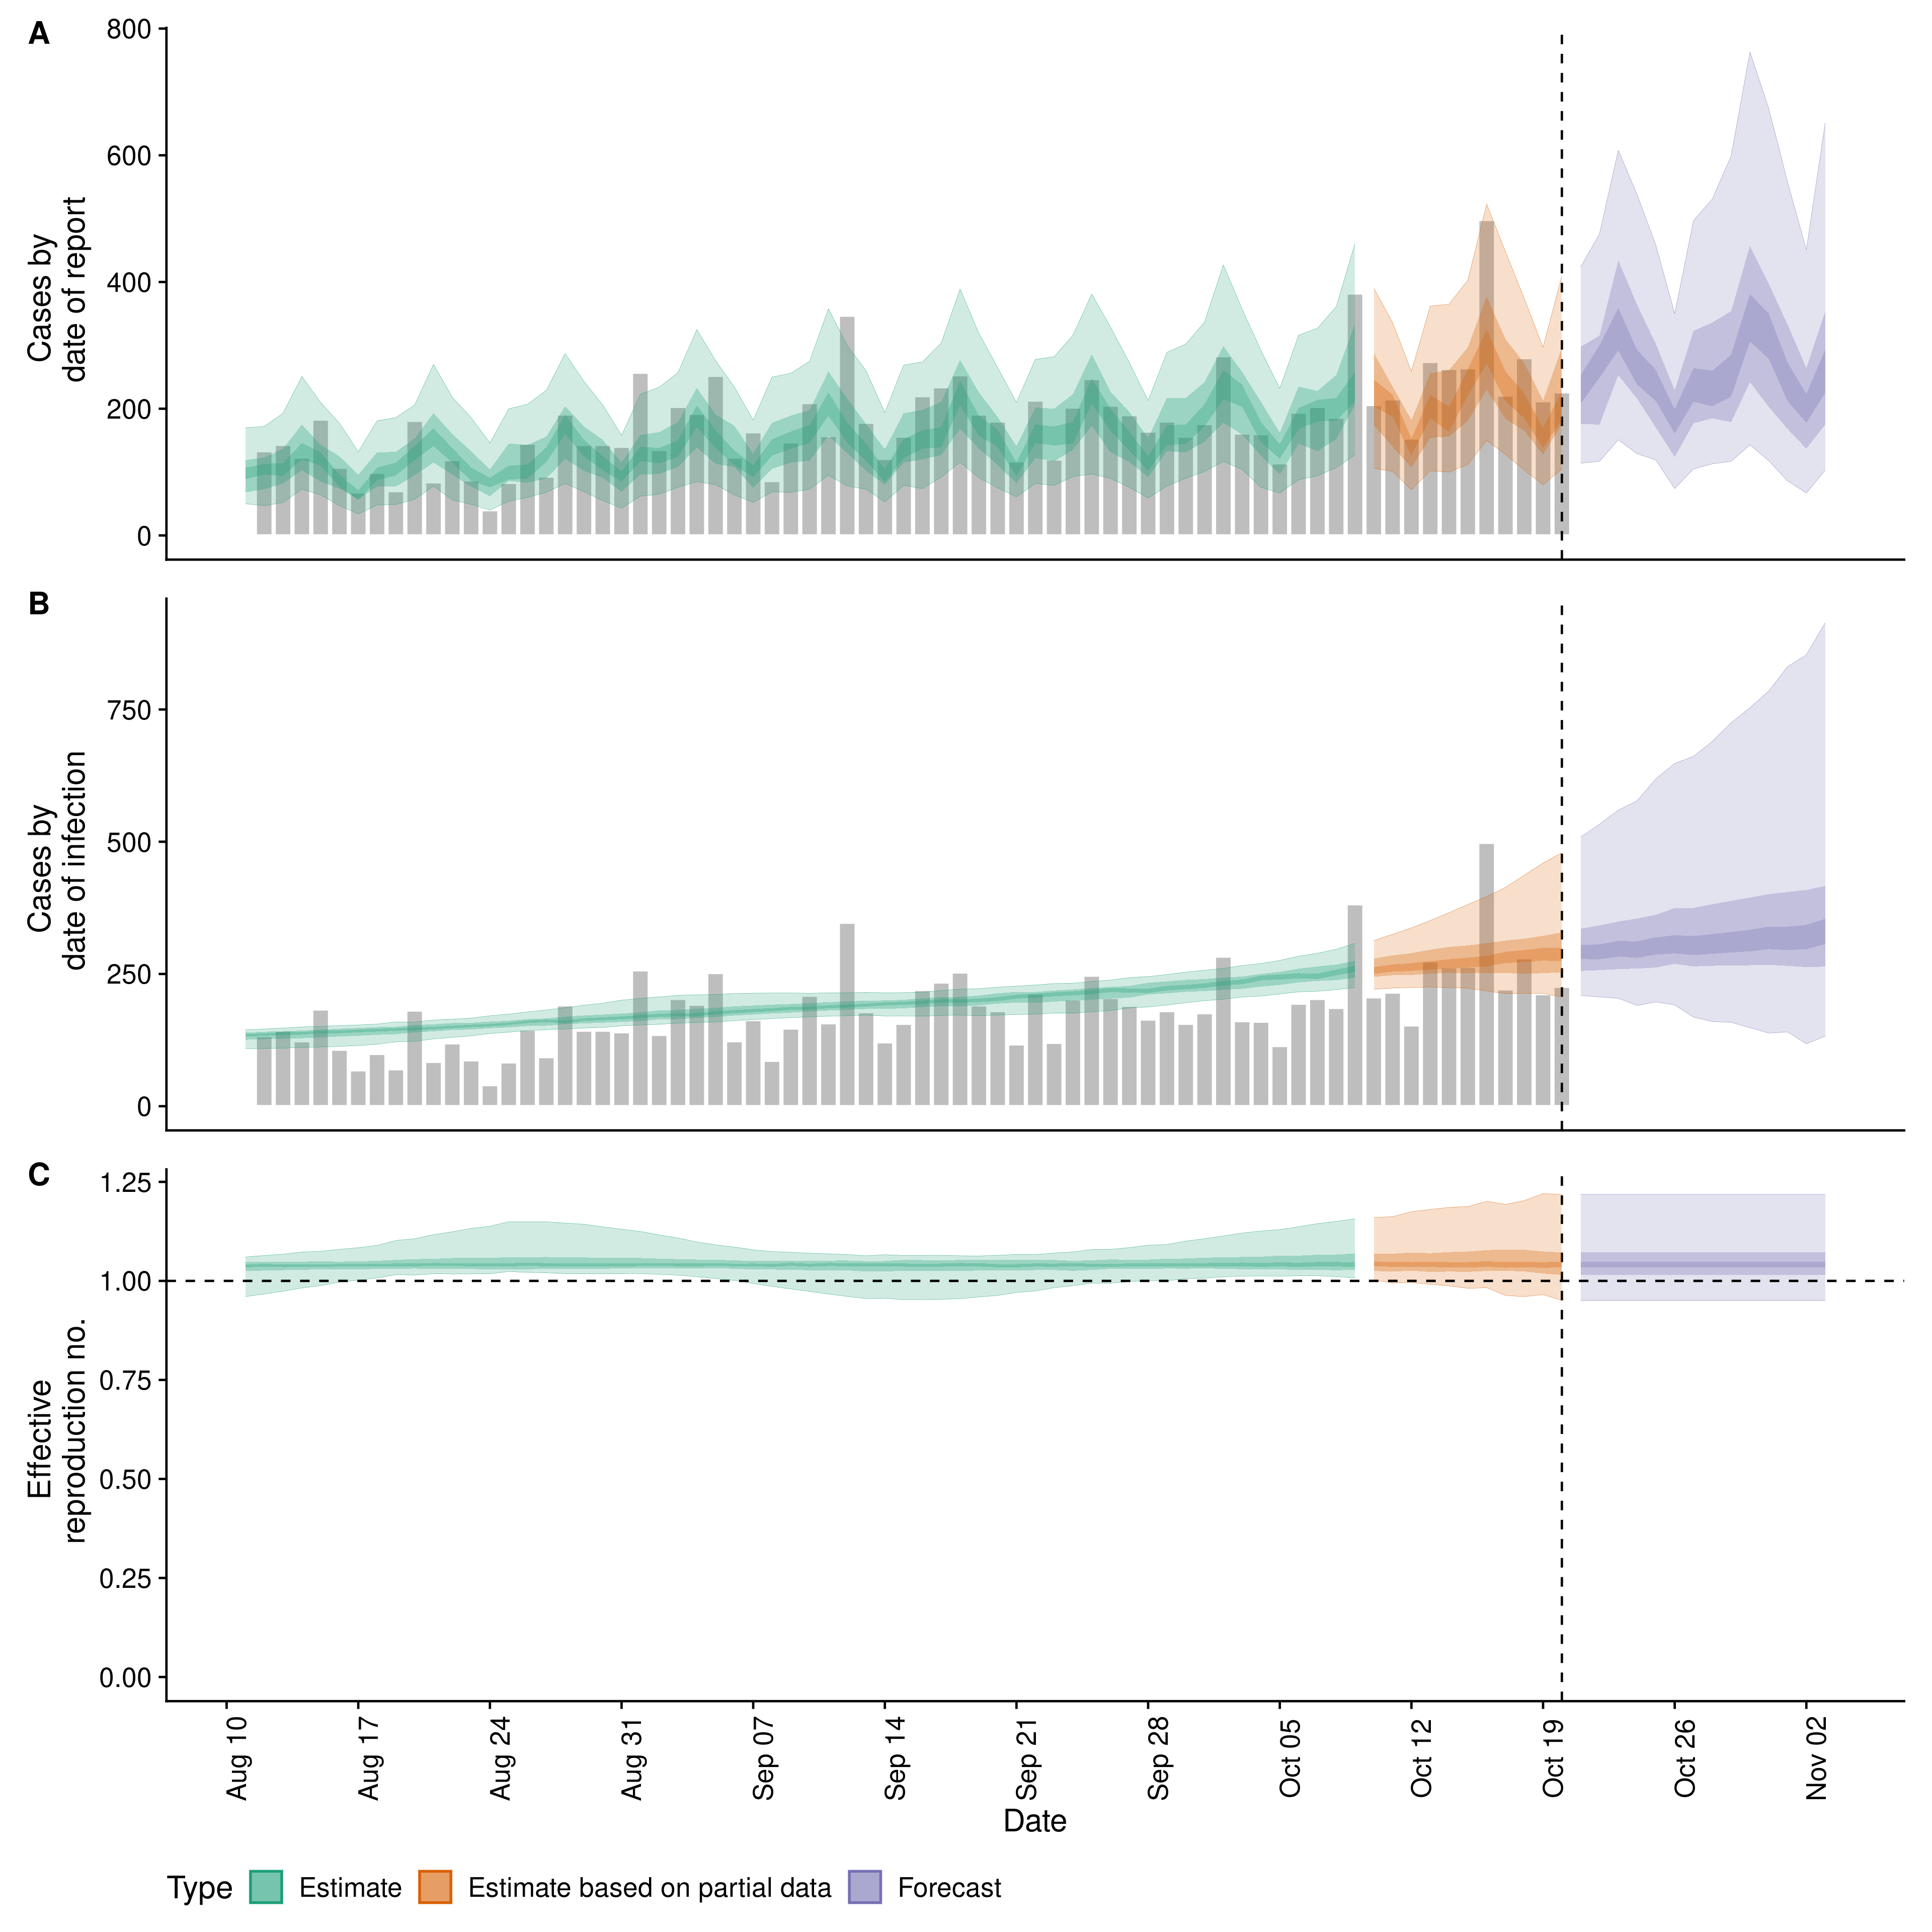 A
800
600
400
200
0
Cases by
date of report
B
750
500
250
0
Cases by
date of infection
C
1.25
1.00
0.75
0.50
0.25
0.00
Effective
reproduction no.
Aug 10
Aug 17
Aug 24
Aug 31
Sep 07
Sep 14
Sep 21
Sep 28
Oct 05
Oct 12
Oct 19
Oct 26
Nov 02
Date
Type Estimate Estimate based on partial data Forecast